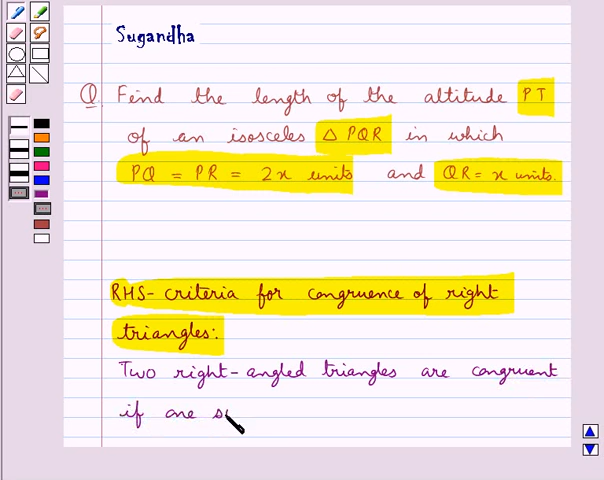 Sugandha
Q. Find the length of the altitude PT
of an isosceles △ PQR in which
PQ = PR = 2x units and QR = x units.
RHS- criteria for congruence of right
triangles:
Two right-angled triangles are congruent
if one s